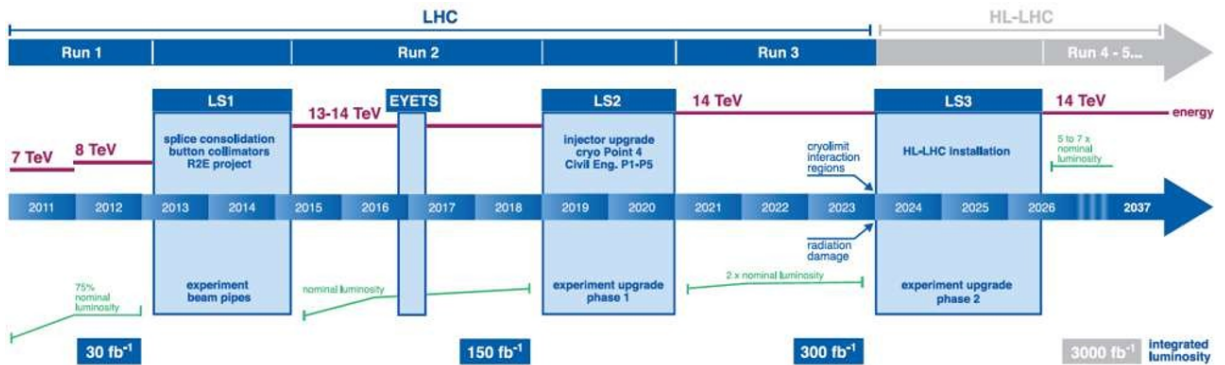 LHC
HL-LHC
Run 1
Run 2
Run 3
Run 4 - 5...
LS1
EYETS
LS2
LS3
13-14 TeV
14 TeV
14 TeV
energy
7 TeV
8 TeV
splice consolidation
button collimators
R2E project
injector upgrade
cryo Point 4
Civil Eng. P1-P5
cryolimit
interaction
regions
HL-LHC installation
5 to 7 x
nominal
luminosity
2011
2012
2013
2014
2015
2016
2017
2018
2019
2020
2021
2022
2023
2024
2025
2026
2037
radiation
damage
75%
nominal
luminosity
experiment
beam pipes
nominal luminosity
experiment upgrade
phase 1
2 x nominal luminosity
experiment upgrade
phase 2
30 fb-1
150 fb-1
300 fb-1
3000 fb-1
integrated
luminosity